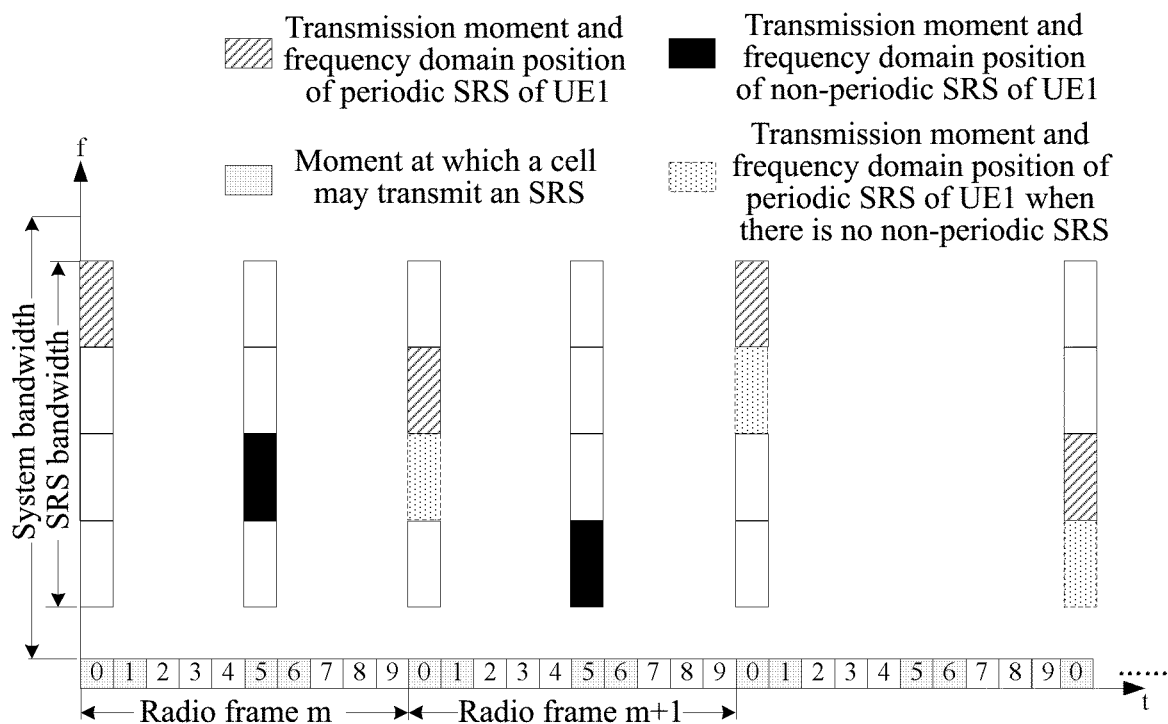 Transmission moment and
frequency domain position
of periodic SRS of UE1
Transmission moment and
frequency domain position
of non-periodic SRS of UE1
Moment at which a cell
may transmit an SRS
Transmission moment and
frequency domain position of
periodic SRS of UE1 when
there is no non-periodic SRS
f
System bandwidth
SRS bandwidth
0 1 2 3 4 5 6 7 8 9 0 1 2 3 4 5 6 7 8 9 0 1 2 3 4 5 6 7 8 9 0 ......
t
Radio frame m
Radio frame m+1